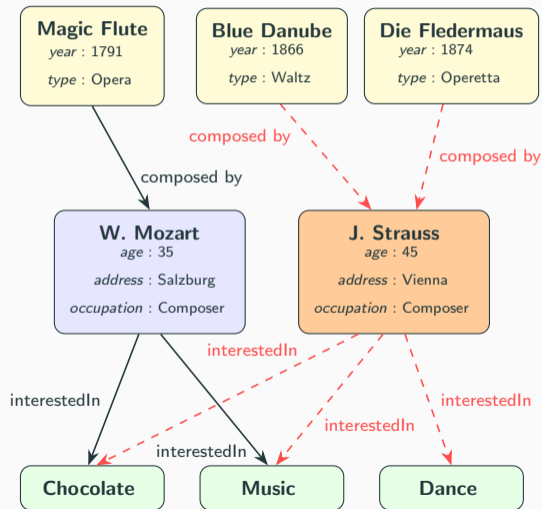 Magic Flute
year : 1791
type : Opera
Blue Danube
year : 1866
type : Waltz
Die Fledermaus
year : 1874
type : Operetta
composed by
composed by
composed by
W. Mozart
age : 35
address : Salzburg
occupation : Composer
J. Strauss
age : 45
address : Vienna
occupation : Composer
interestedIn
interestedIn
interestedIn
interestedIn
interestedIn
Chocolate
Music
Dance